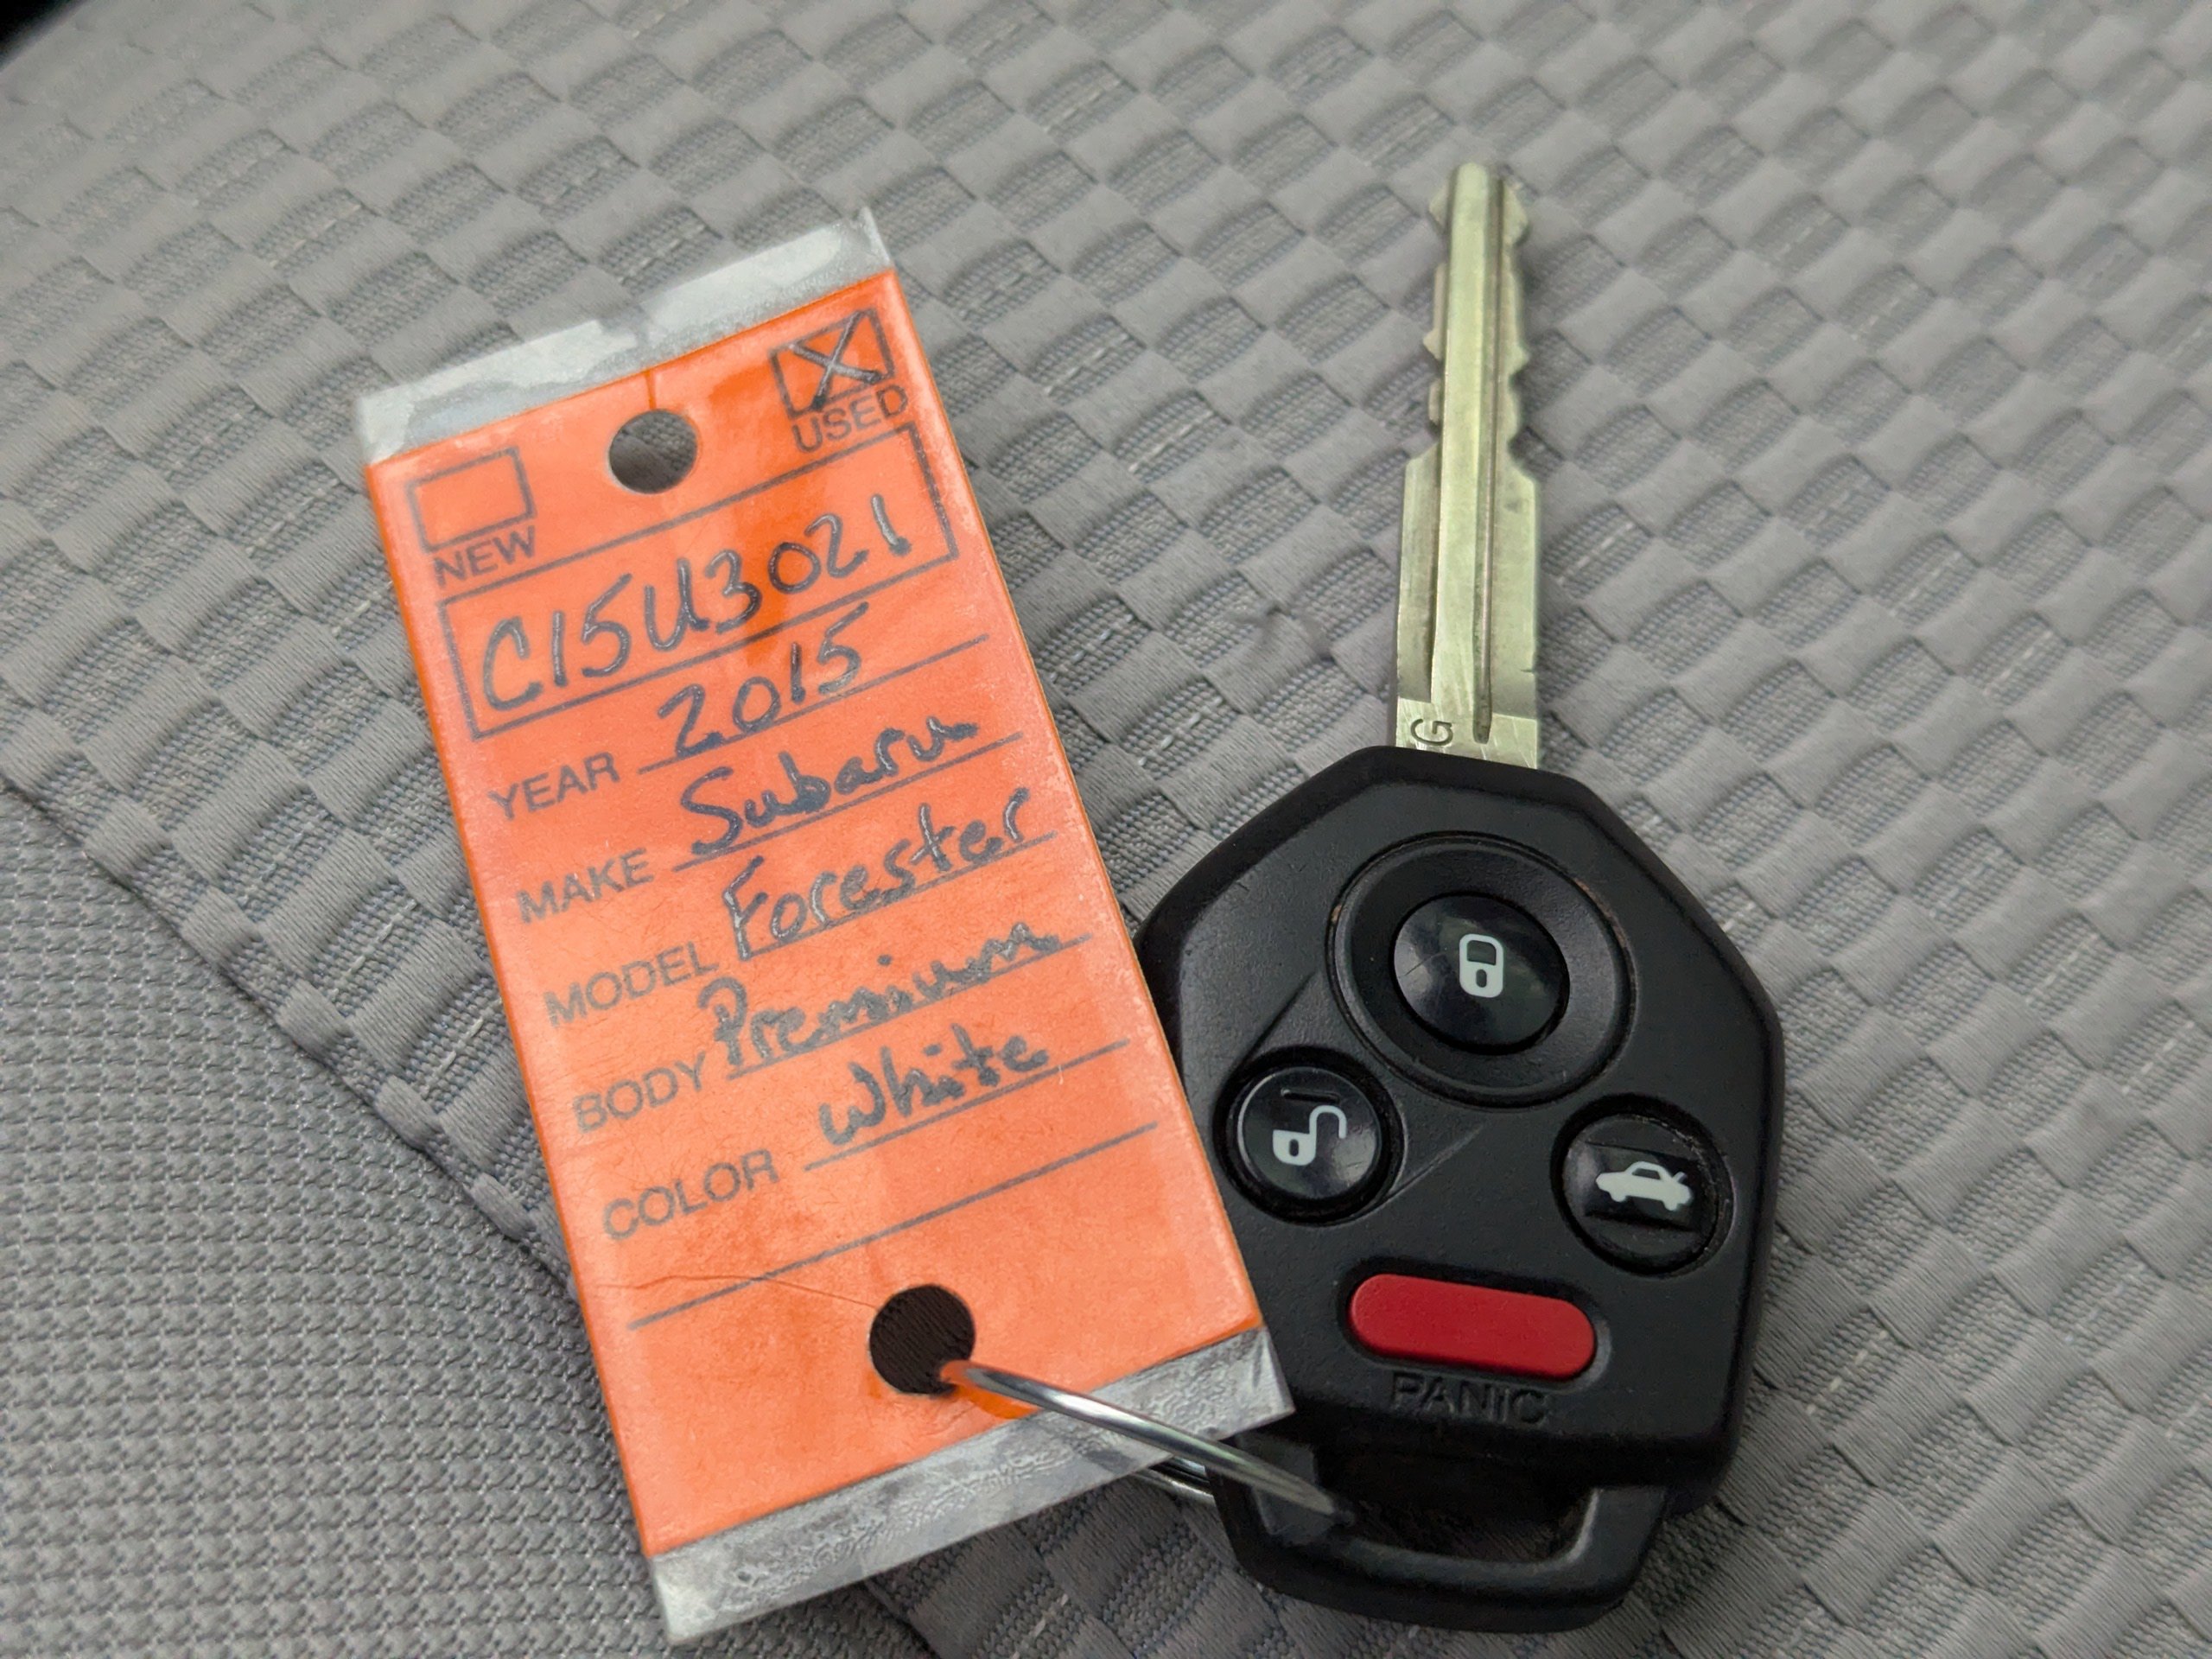 X
USED
NEW
C15U3021
YEAR 2015
MAKE Subaru
MODEL Forester
BODY Premium
COLOR White
G
PANIC